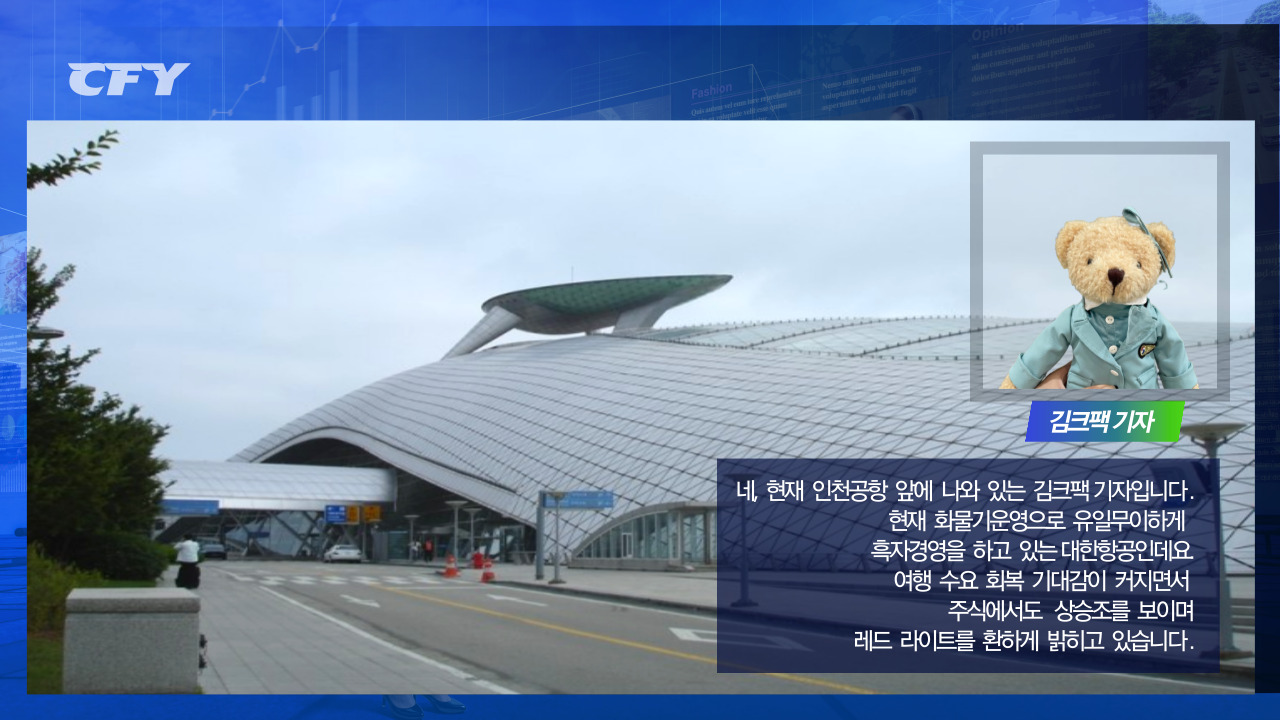 CFY
Opinion
Fashion
김크팩 기자
네, 현재 인천공항 앞에 나와 있는 김크팩 기자입니다.
현재 화물기운영으로 유일무이하게
흑자경영을 하고 있는 대한항공인데요
여행 수요 회복 기대감이 커지면서
주식에서도 상승조를 보이며
레드 라이트를 환하게 밝히고 있습니다.